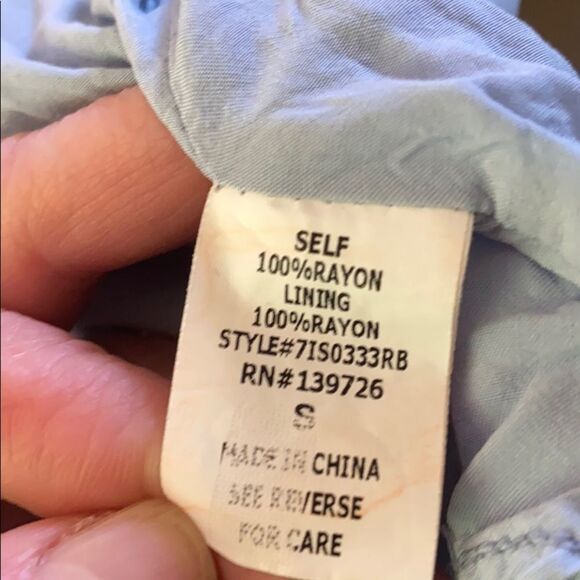 SELF
100%RAYON
LINING
100%RAYON
STYLE#7IS0333RB
RN#139726
S
MADE IN CHINA
SEE REVERSE
FOR CARE